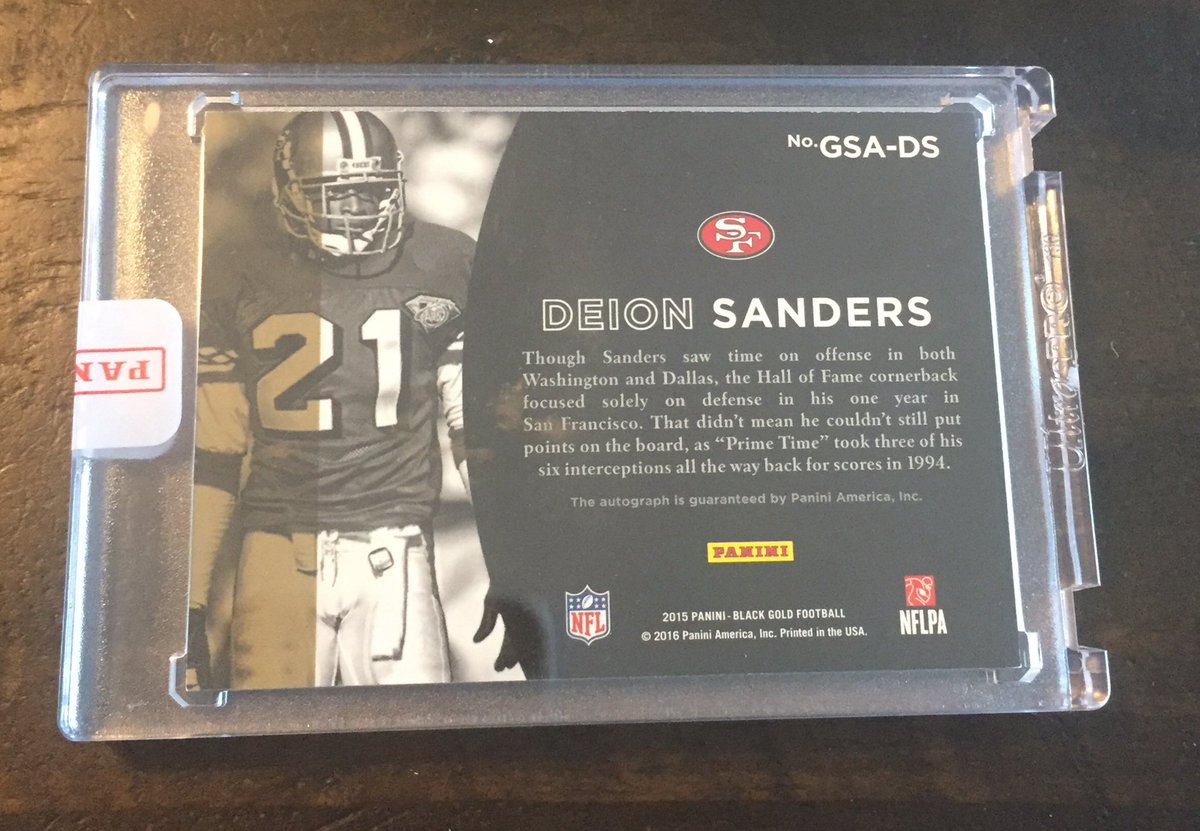 No. GSA-DS
SF
DEION SANDERS
Though Sanders saw time on offense in both
Washington and Dallas, the Hall of Fame cornerback
focused solely on defense in his one year in
San Francisco. That didn't mean he couldn't still put
points on the board, as “Prime Time” took three of his
six interceptions all the way back for scores in 1994.
The autograph is guaranteed by Panini America, Inc.
PANINI
NFL
2015 PANINI - BLACK GOLD FOOTBALL
© 2016 Panini America, Inc. Printed in the USA.
NFLPA
21
PAN